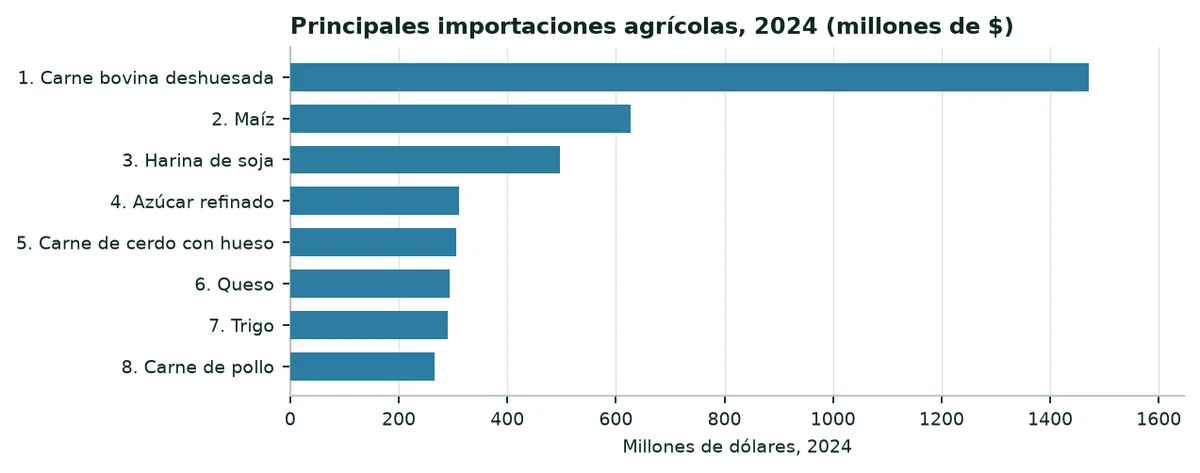 Principales importaciones agrícolas, 2024 (millones de $)
1. Carne bovina deshuesada
2. Maíz
3. Harina de soja
4. Azúcar refinado
5. Carne de cerdo con hueso
6. Queso
7. Trigo
8. Carne de pollo
0 200 400 600 800 1000 1200 1400 1600
Millones de dólares, 2024